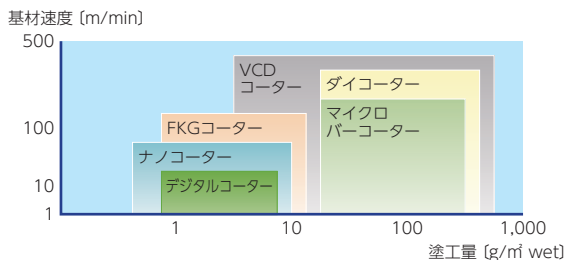 基材速度〔m/min〕
500
VCD
コーター
ダイコーター
マイクロ
バーコーター
FKGコーター
100
ナノコーター
デジタルコーター
10
1
1
10
100
1,000
塗工量〔g/㎡ wet〕